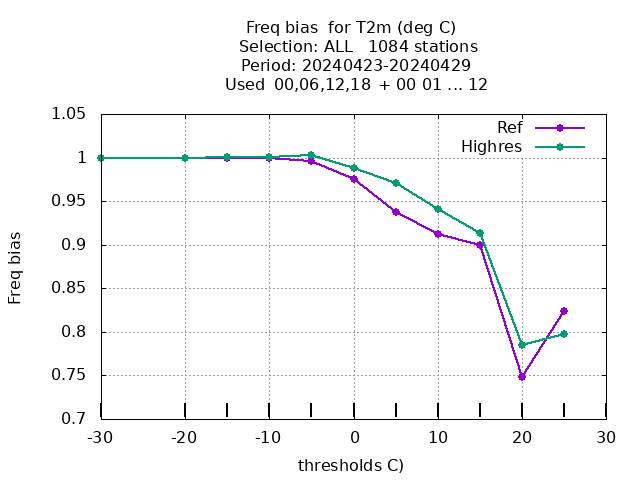 Freq bias  for T2m (deg C)
Selection: ALL   1084 stations
Period: 20240423-20240429
Used  00,06,12,18  + 00 01 ... 12
Ref
Highres
1.05
1
0.95
0.9
0.85
0.8
0.75
0.7
Freq bias
-30
-20
-10
0
10
20
30
thresholds C)